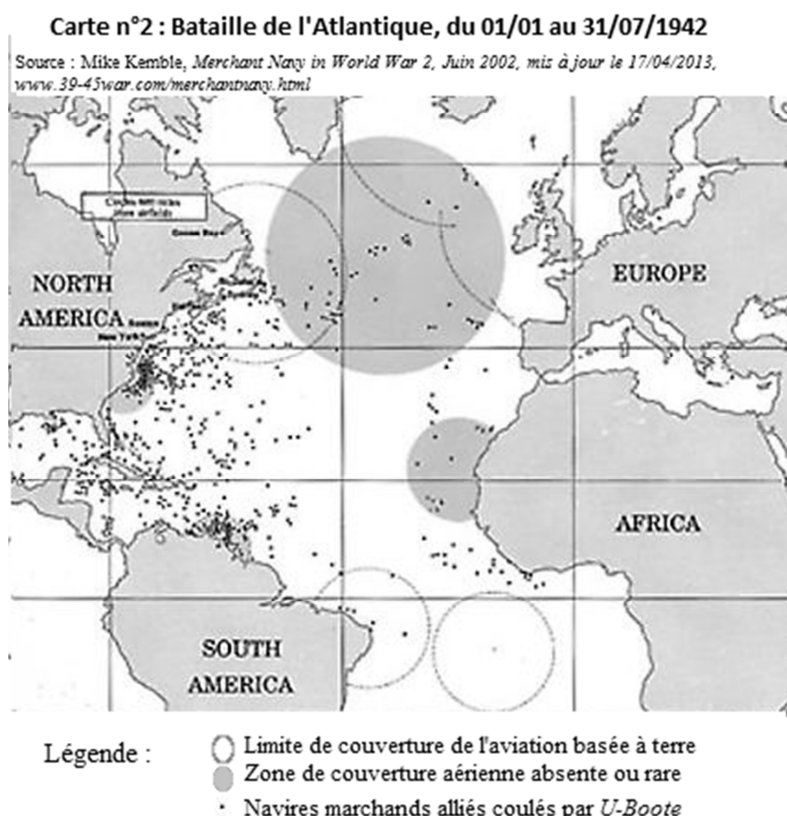 Carte n°2 : Bataille de l'Atlantique, du 01/01 au 31/07/1942
Source : Mike Kemble, Merchant Navy in World War 2, Juin 2002, mis à jour le 17/04/2013,
www.39-45war.com/merchantnavy.html
Goose Bay
NORTH
AMERICA
New York
EUROPE
AFRICA
SOUTH
AMERICA
Légende :
Limite de couverture de l'aviation basée à terre
Zone de couverture aérienne absente ou rare
Navires marchands alliés coulés par U-Boote